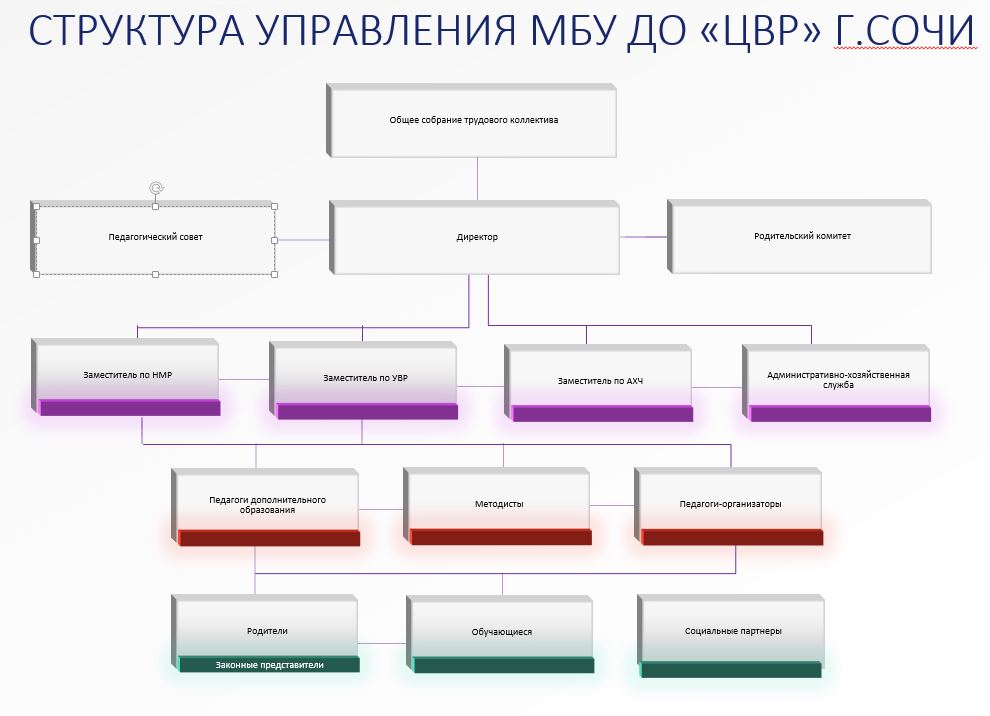 СТРУКТУРА УПРАВЛЕНИЯ МБУ ДО «ЦВР» Г.СОЧИ
Общее собрание трудового коллектива
Педагогический совет
Директор
Родительский комитет
Заместитель по НМР
Заместитель по УВР
Заместитель по АХЧ
Административно-хозяйственная
служба
Педагоги дополнительного
образования
Методисты
Педагоги-организаторы
Родители
Законные представители
Обучающиеся
Социальные партнеры